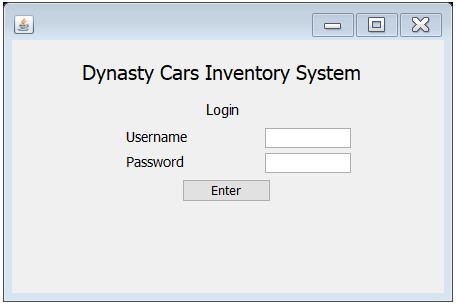 Dynasty Cars Inventory System
Login
Username
Password
Enter